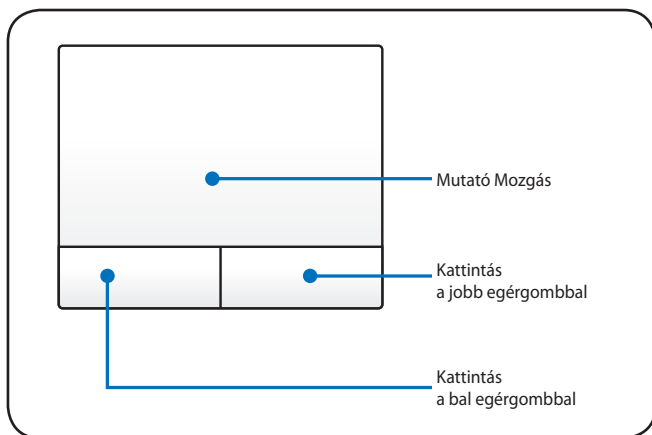 Mutató Mozgás
Kattintás
a jobb egérgombbal
Kattintás
a bal egérgombbal